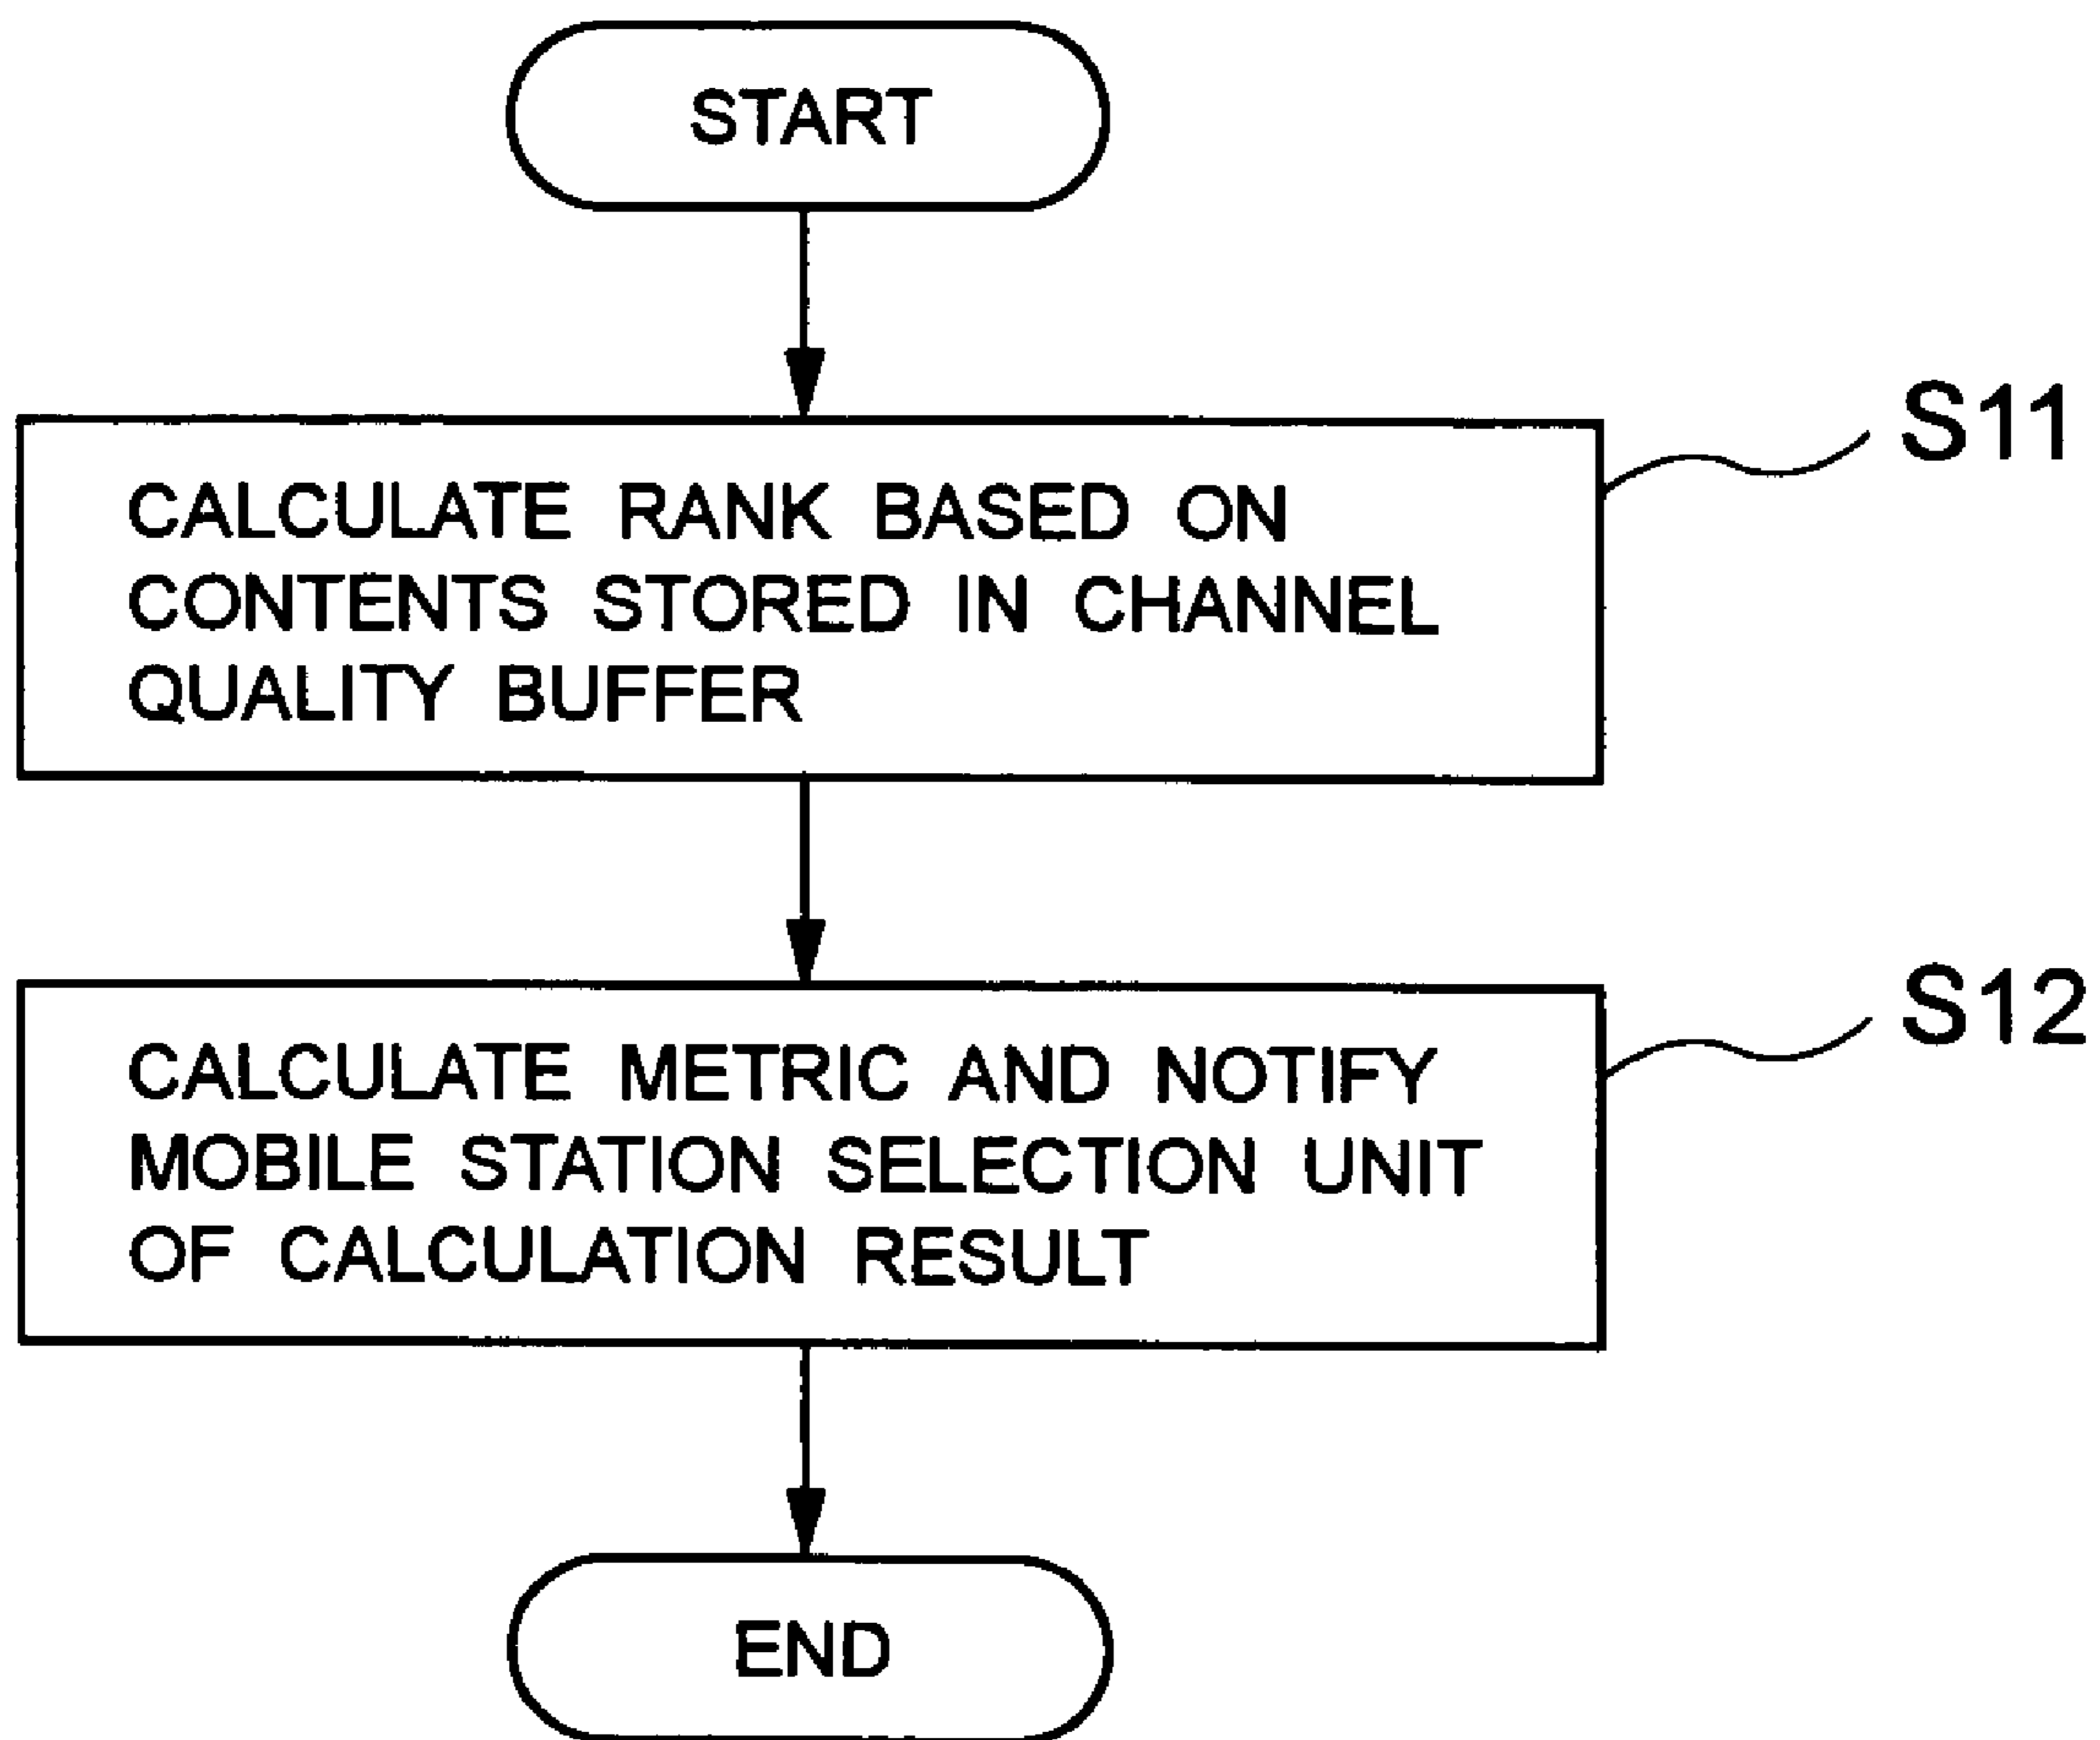 START
S11
CALCULATE RANK BASED ON
CONTENTS STORED IN CHANNEL
QUALITY BUFFER
S12
CALCULATE METRIC AND NOTIFY
MOBILE STATION SELECTION UNIT
OF CALCULATION RESULT
END